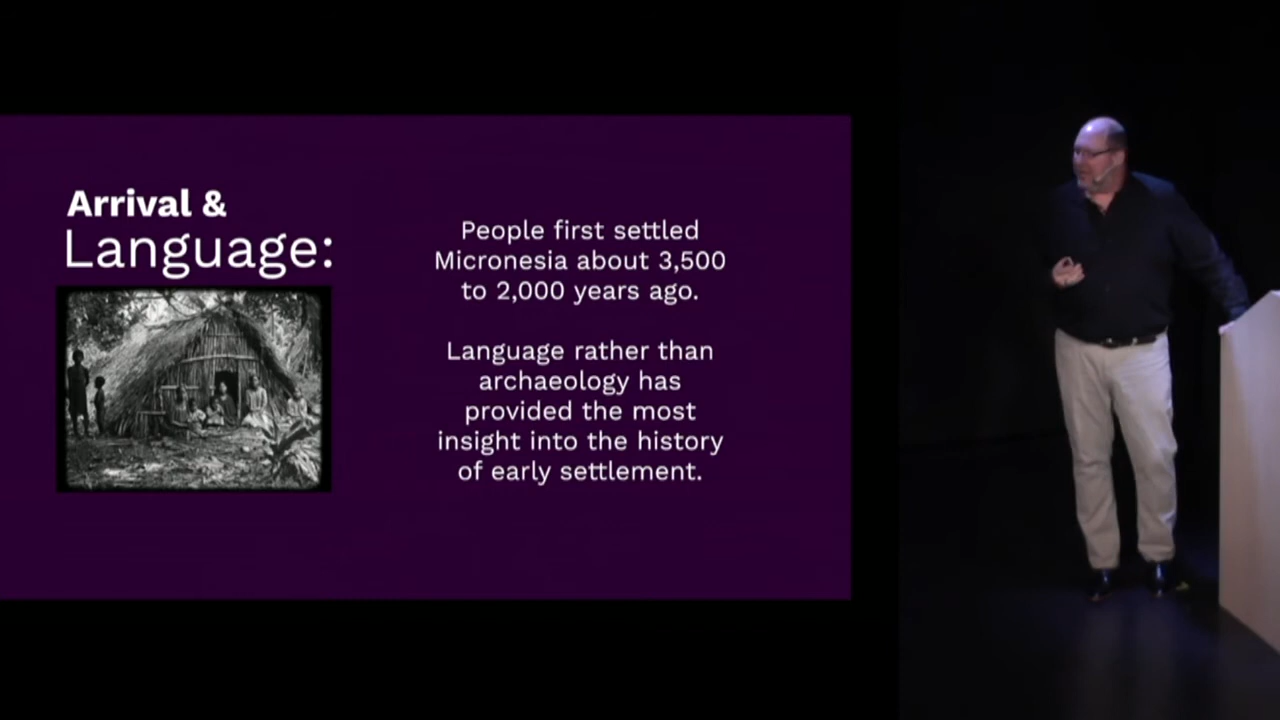 Arrival &
Language:
People first settled
Micronesia about 3,500
to 2,000 years ago.
Language rather than
archaeology has
provided the most
insight into the history
of early settlement.